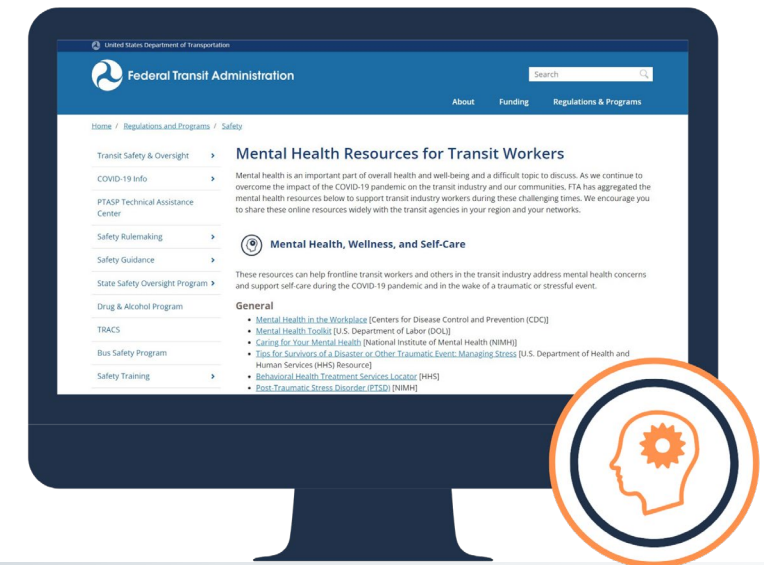 United States Department of Transportation
Federal Transit Administration
Search
About Funding Regulations & Programs
Home / Regulations and Programs / Safety
Transit Safety & Oversight
COVID-19 Info
PTASP Technical Assistance
Center
Safety Rulemaking
Safety Guidance
State Safety Oversight Program
Drug & Alcohol Program
TRACS
Bus Safety Program
Safety Training
Mental Health Resources for Transit Workers
Mental health is an important part of overall health and well-being and a difficult topic to discuss. As we continue to
overcome the impact of the COVID-19 pandemic on the transit industry and our communities, FTA has aggregated the
mental health resources below to support transit industry workers during these challenging times. We encourage you
to share these online resources widely with the transit agencies in your region and your networks.
Mental Health, Wellness, and Self-Care
These resources can help frontline transit workers and others in the transit industry address mental health concerns
and support self-care during the COVID-19 pandemic and in the wake of a traumatic or stressful event.
General
• Mental Health in the Workplace [Centers for Disease Control and Prevention (CDC)]
• Mental Health Toolkit [U.S. Department of Labor (DOL)]
• Caring for Your Mental Health [National Institute of Mental Health (NIMH)]
• Tips for Survivors of a Disaster or Other Traumatic Event: Managing Stress [U.S. Department of Health and
Human Services (HHS) Resource]
• Behavioral Health Treatment Services Locator [HHS]
• Post-Traumatic Stress Disorder (PTSD) [NIMH]